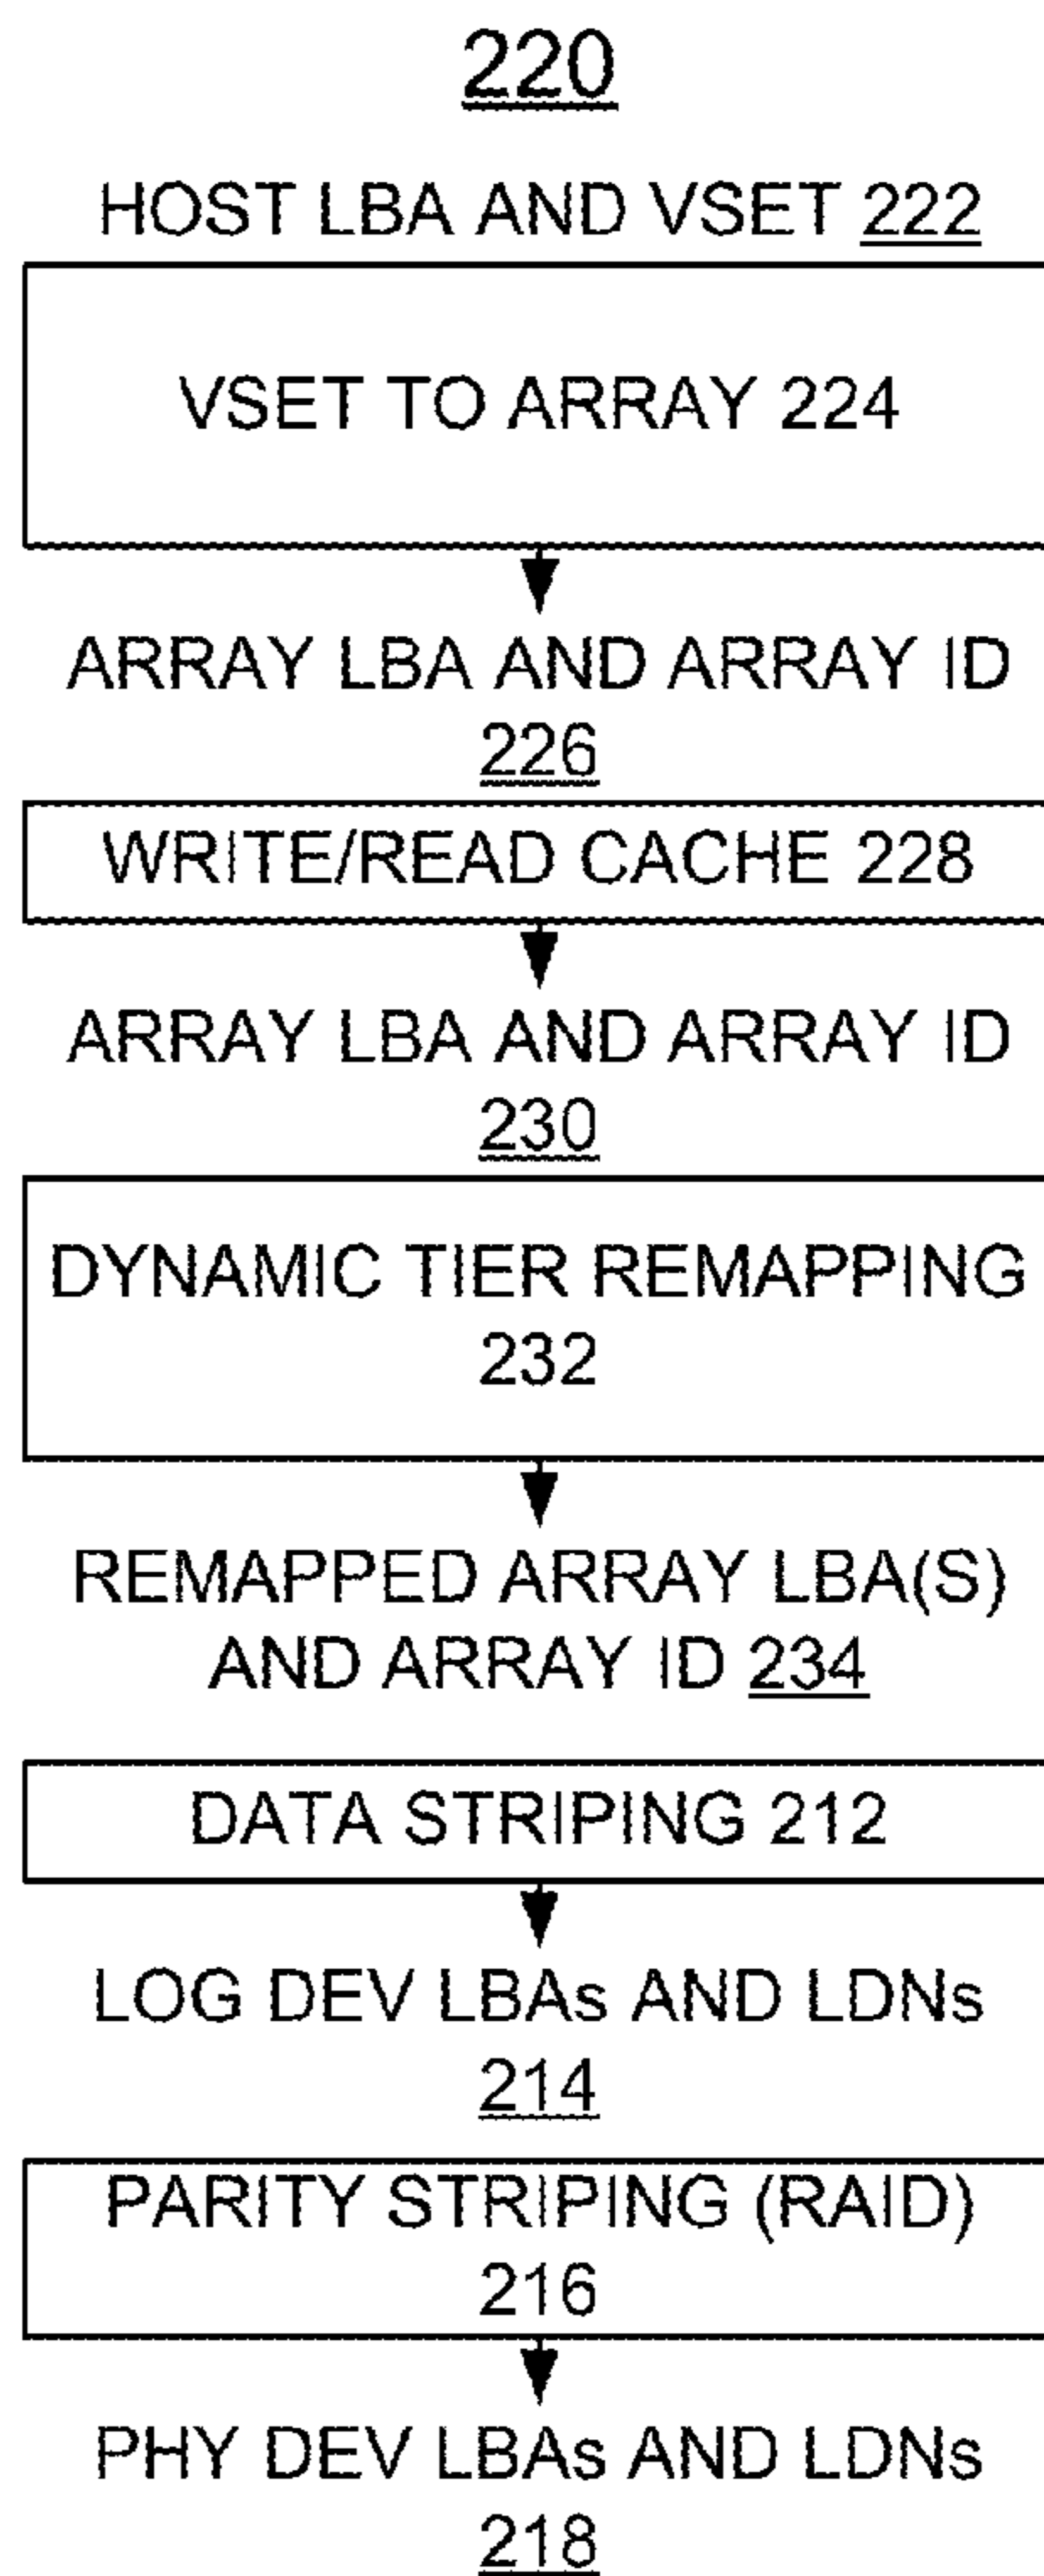 220
HOST LBA AND VSET 222
VSET TO ARRAY 224
ARRAY LBA AND ARRAY ID
226
WRITE/READ CACHE 228
ARRAY LBA AND ARRAY ID
230
DYNAMIC TIER REMAPPING
232
REMAPPED ARRAY LBA(S)
AND ARRAY ID 234
DATA STRIPING 212
LOG DEV LBAs AND LDNs
214
PARITY STRIPING (RAID)
216
PHY DEV LBAs AND LDNs
218